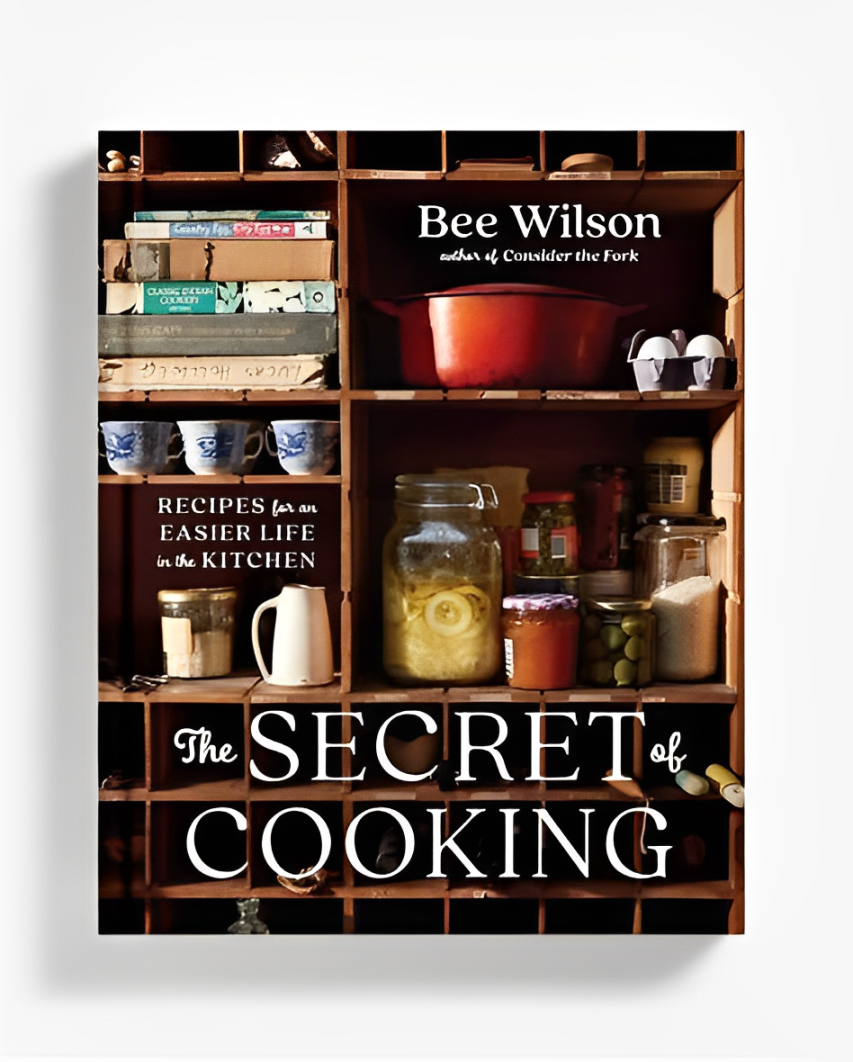 Bee Wilson
author of Consider the Fork
RECIPES for an
EASIER LIFE
in the KITCHEN
The SECRET of
COOKING